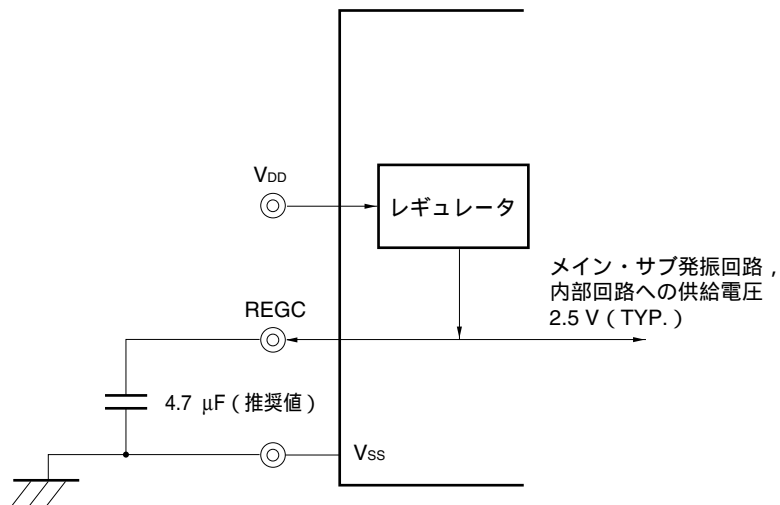 VDD
レギュレータ
メイン・サブ発振回路，
内部回路への供給電圧
2.5 V（TYP.）
REGC
4.7 μF（推奨値）
VSS